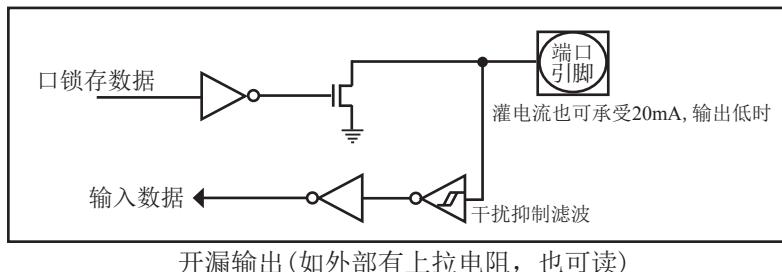 端口
引脚
口锁存数据
灌电流也可承受20mA, 输出低时
输入数据
干扰抑制滤波
开漏输出(如外部有上拉电阻，也可读)